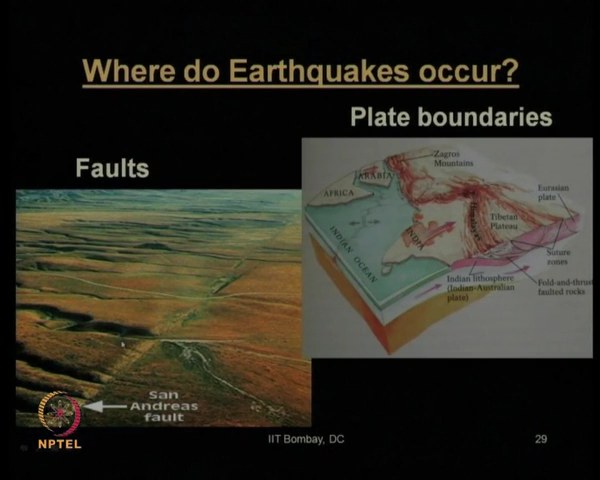 Where do Earthquakes occur?
Plate boundaries
Faults
Zagros
Mountains
ARABIA
AFRICA
Eurasian
plate
Himalaya
Tibetan
Plateau
INDIA
INDIAN OCEAN
Suture
zones
Indian lithosphere
(Indian-Australian
plate)
Fold-and-thrust
faulted rocks
San
Andreas
fault
NPTEL
IIT Bombay, DC
29